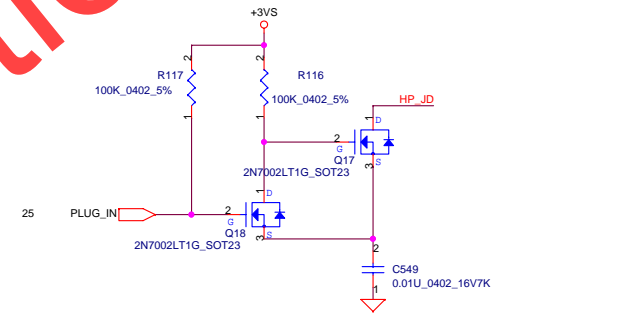 +3VS
2
2
R117
100K_0402_5%
R116
100K_0402_5%
1
1
HP_JD
1
D
2
G
Q17
S
3
2N7002LT1G_SOT23
1
D
25
PLUG_IN
2
G
Q18
S
3
2N7002LT1G_SOT23
2
C549
0.01U_0402_16V7K
1